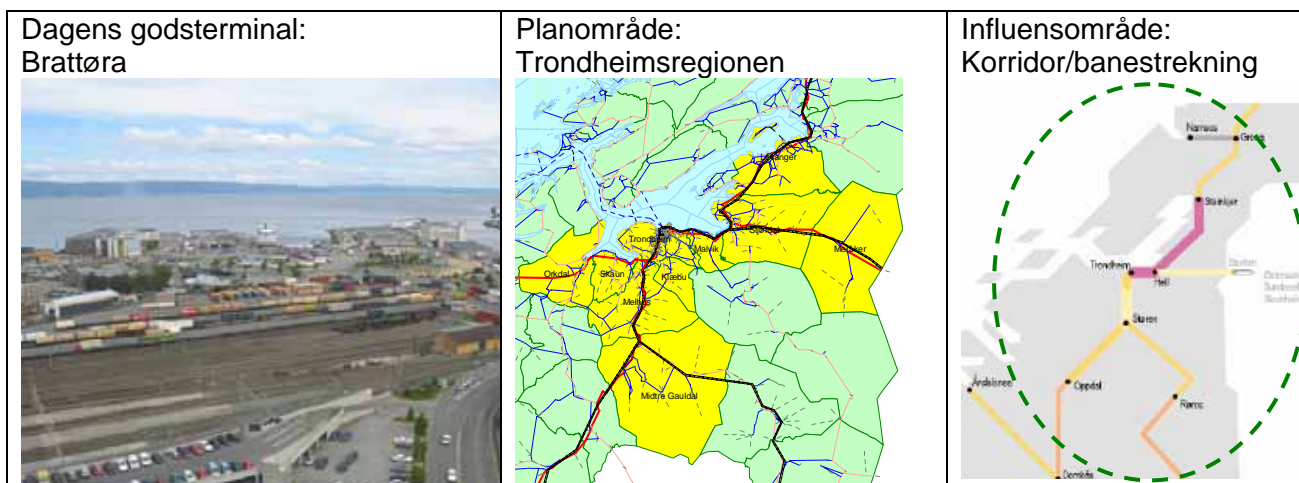 Dagens godsterminal:
Brattøra
Planområde:
Trondheimsregionen
Influensområde:
Korridor/banestrekning
Levanger
Trondheim
Malvik
Stjørdal
Meråker
Orkdal
Skaun
Klæbu
Melhus
Midtre Gauldal
Namsos
Grong
Steinkjer
Trondheim
Hell
Storlien
Støren
Åndalsnes
Oppdal
Røros
Dombås